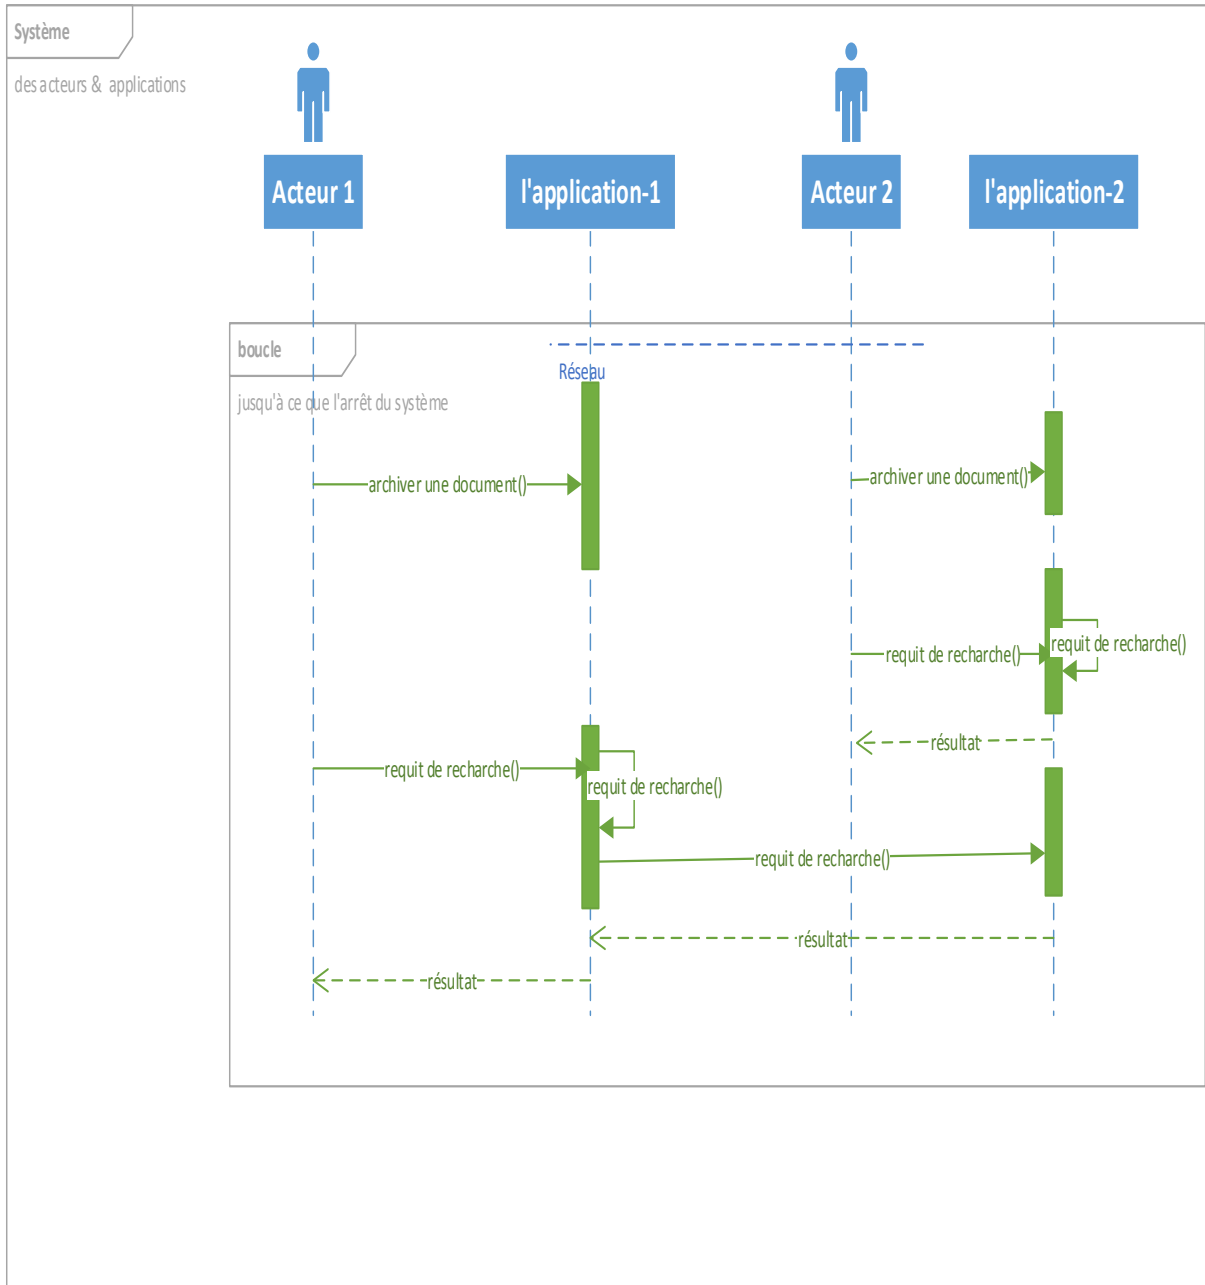 Système
des acteurs & applications
Acteur 1
l'application-1
Acteur 2
l'application-2
boucle
Réseau
jusqu'à ce que l'arrêt du système
archiver une document()
archiver une document()
requit de recharche()
requit de recharche()
résultat
requit de recharche()
requit de recharche()
requit de recharche()
résultat
résultat